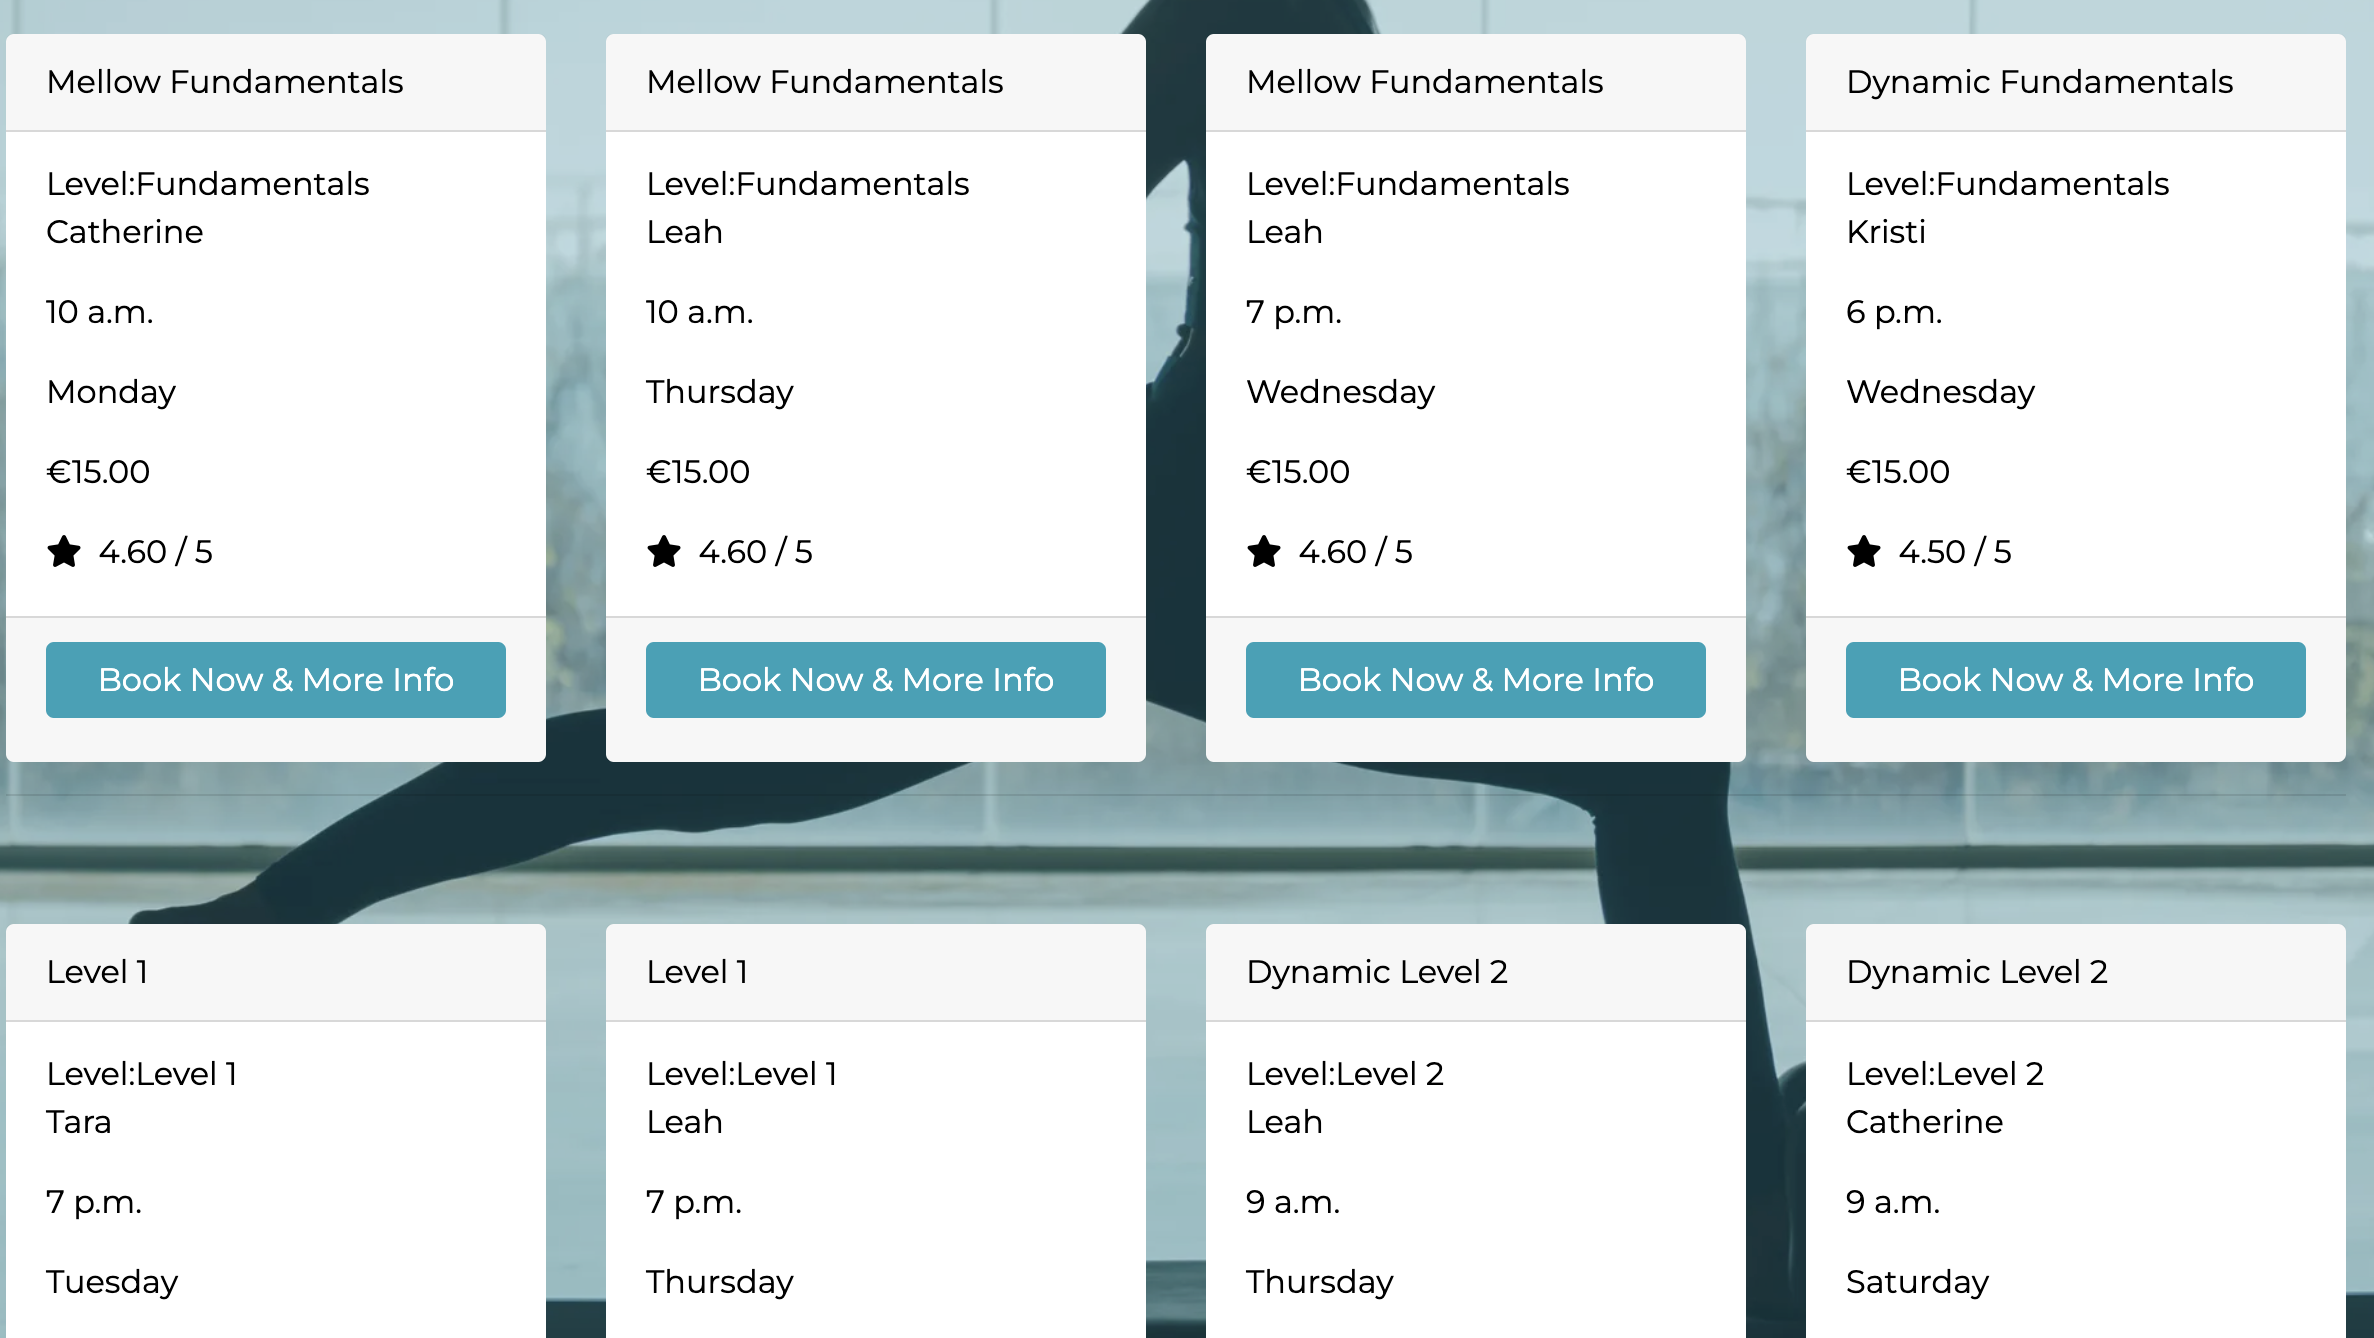 Mellow Fundamentals
Level:Fundamentals
Catherine
10 a.m.
Monday
€15.00
4.60 / 5
Book Now & More Info
Mellow Fundamentals
Level:Fundamentals
Leah
10 a.m.
Thursday
€15.00
4.60 / 5
Book Now & More Info
Mellow Fundamentals
Level:Fundamentals
Leah
7 p.m.
Wednesday
€15.00
4.60 / 5
Book Now & More Info
Dynamic Fundamentals
Level:Fundamentals
Kristi
6 p.m.
Wednesday
€15.00
4.50 / 5
Book Now & More Info
Level 1
Level:Level 1
Tara
7 p.m.
Tuesday
Level 1
Level:Level 1
Leah
7 p.m.
Thursday
Dynamic Level 2
Level:Level 2
Leah
9 a.m.
Thursday
Dynamic Level 2
Level:Level 2
Catherine
9 a.m.
Saturday